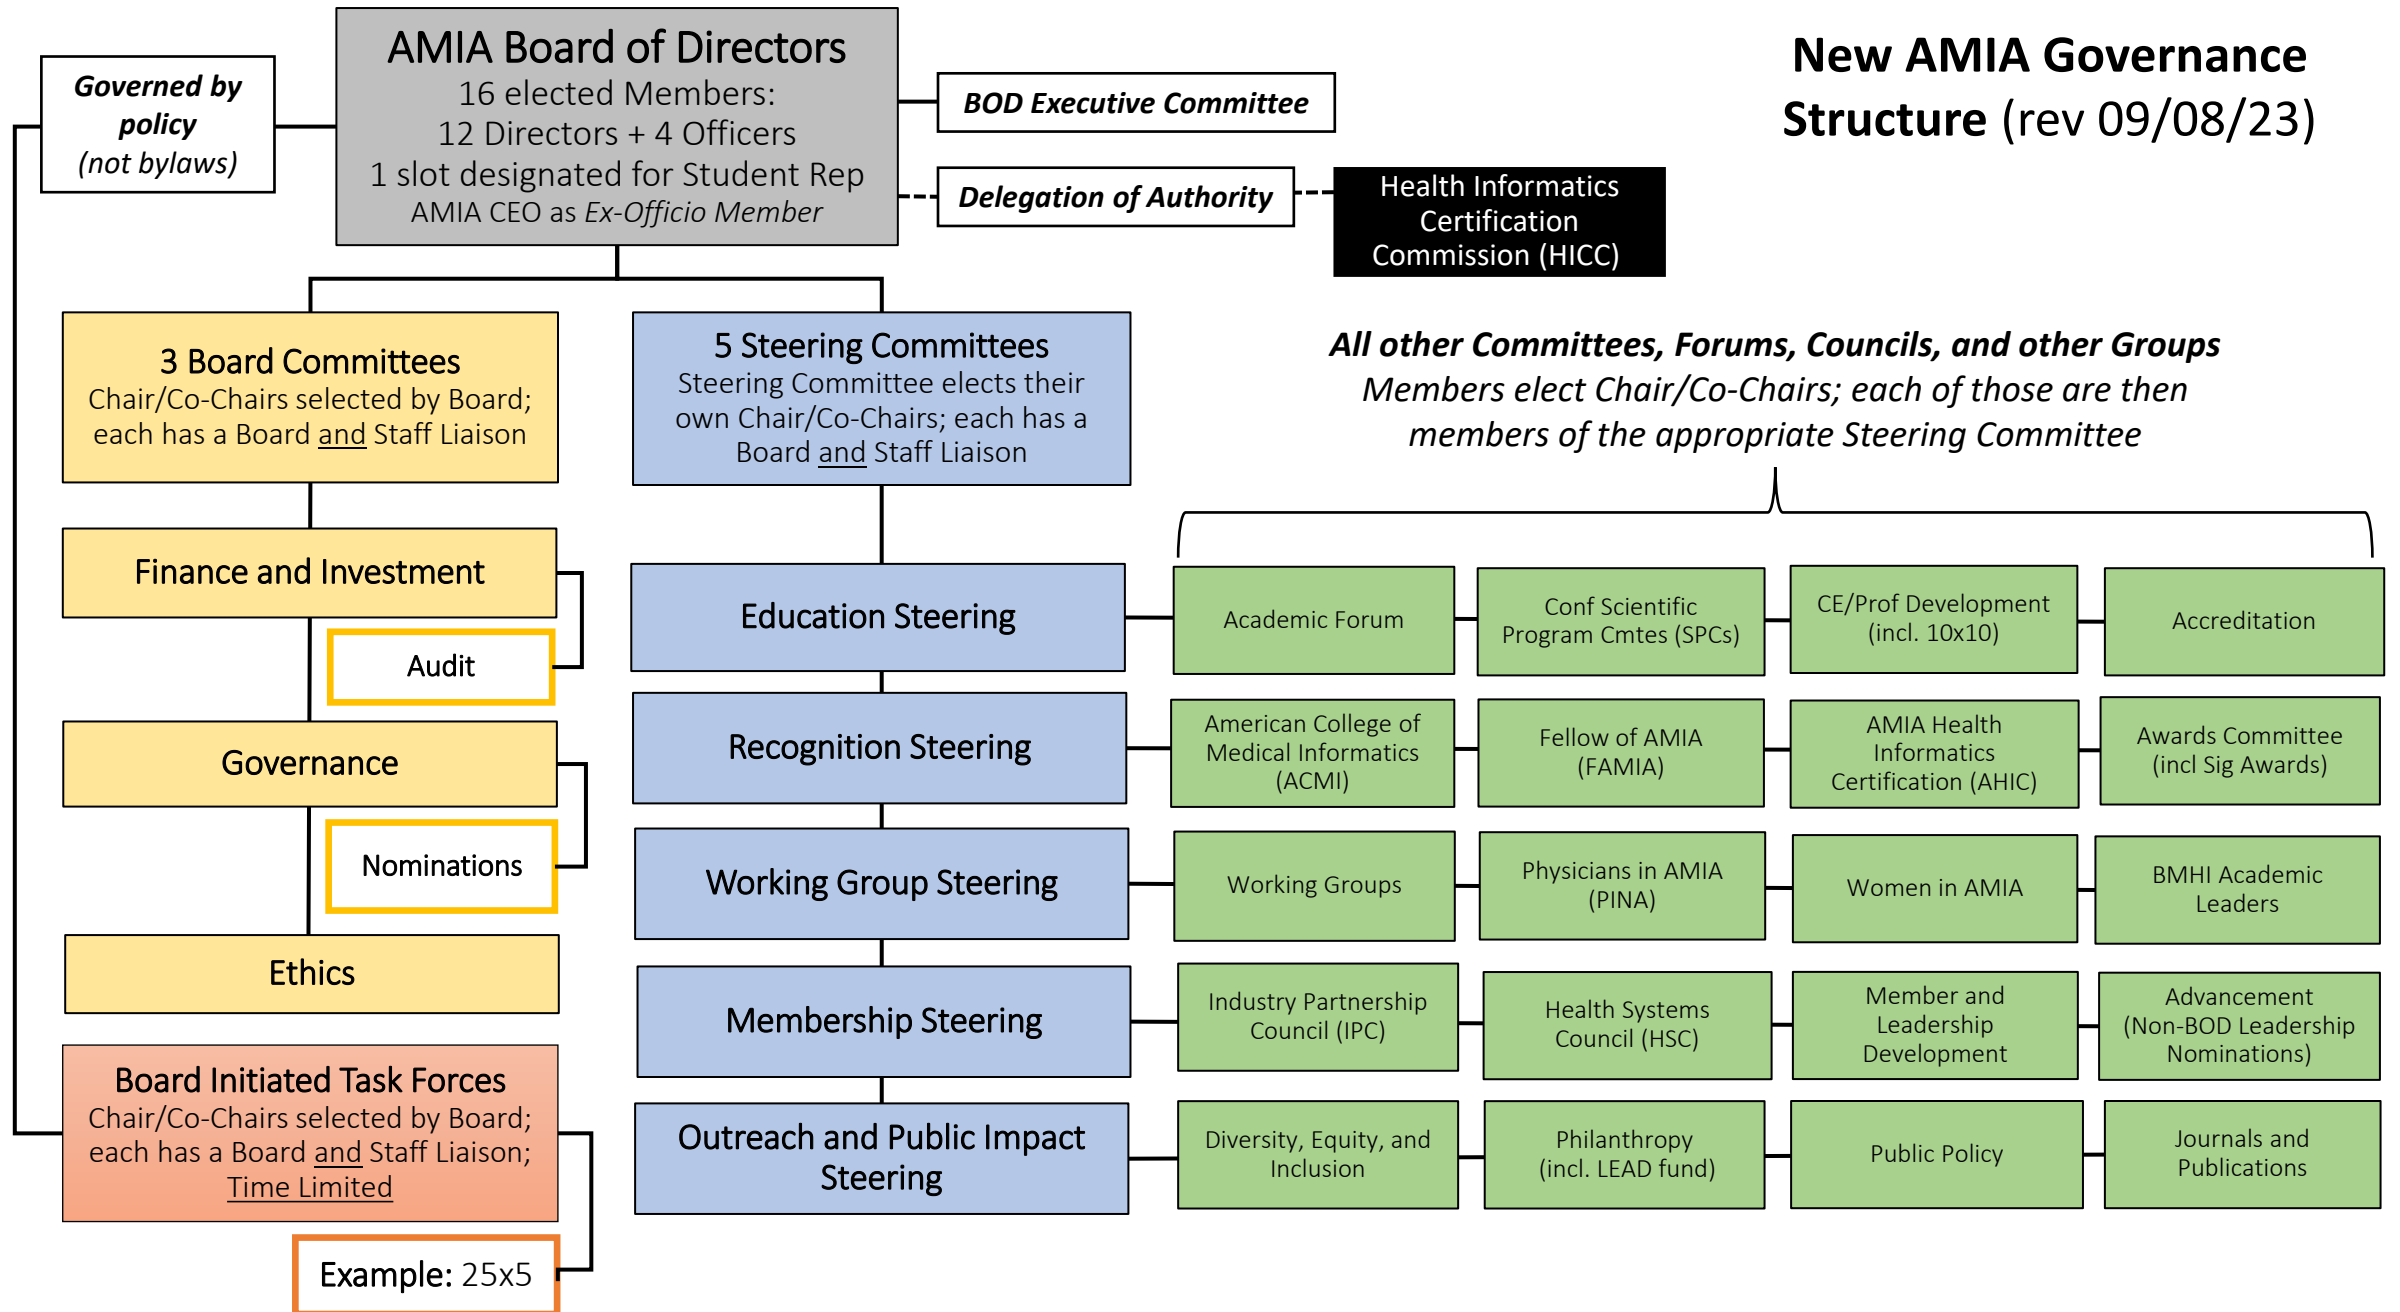 New AMIA Governance
Structure (rev 09/08/23)
AMIA Board of Directors
16 elected Members:
12 Directors + 4 Officers
1 slot designated for Student Rep
AMIA CEO as Ex-Officio Member
Governed by
policy
(not bylaws)
BOD Executive Committee
Delegation of Authority
Health Informatics
Certification
Commission (HICC)
3 Board Committees
Chair/Co-Chairs selected by Board;
each has a Board and Staff Liaison
Finance and Investment
Audit
Governance
Nominations
Ethics
Board Initiated Task Forces
Chair/Co-Chairs selected by Board;
each has a Board and Staff Liaison;
Time Limited
Example: 25x5
5 Steering Committees
Steering Committee elects their
own Chair/Co-Chairs; each has a
Board and Staff Liaison
All other Committees, Forums, Councils, and other Groups
Members elect Chair/Co-Chairs; each of those are then
members of the appropriate Steering Committee
Education Steering
Academic Forum
Conf Scientific
Program Cmtes (SPCs)
CE/Prof Development
(incl. 10x10)
Accreditation
Recognition Steering
American College of
Medical Informatics
(ACMI)
Fellow of AMIA
(FAMIA)
AMIA Health
Informatics
Certification (AHIC)
Awards Committee
(incl Sig Awards)
Working Group Steering
Working Groups
Physicians in AMIA
(PINA)
Women in AMIA
BMHI Academic
Leaders
Membership Steering
Industry Partnership
Council (IPC)
Health Systems
Council (HSC)
Member and
Leadership
Development
Advancement
(Non-BOD Leadership
Nominations)
Outreach and Public Impact
Steering
Diversity, Equity, and
Inclusion
Philanthropy
(incl. LEAD fund)
Public Policy
Journals and
Publications